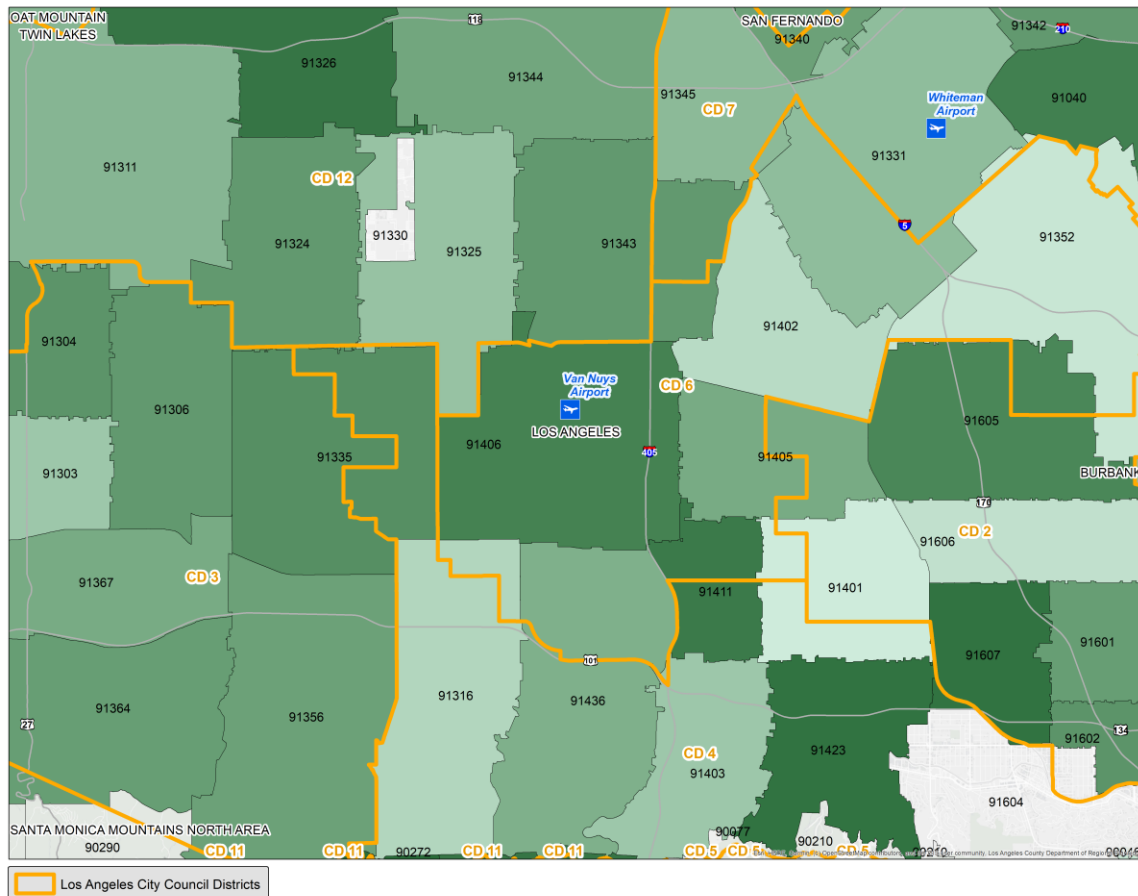 OAT MOUNTAIN
TWIN LAKES
118
SAN FERNANDO
91340
91342
210
91326
91344
91345
CD 7
Whiteman
Airport
91040
91311
91331
CD 12
91324
91330
91325
91343
5
91352
91304
91402
91306
Van Nuys
Airport
CD 6
LOS ANGELES
91406
91605
91335
405
91405
91303
BURBANK
170
CD 2
91606
91367
CD 3
91411
91401
91601
91607
101
91316
91436
91364
91356
27
134
91602
CD 4
91403
91423
91604
SANTA MONICA MOUNTAINS NORTH AREA
90290
90077
90210
90272
CD 11
CD 11
CD 11
CD 11
CD 5
CD 5
CD 5
90210
90046
Los Angeles City Council Districts